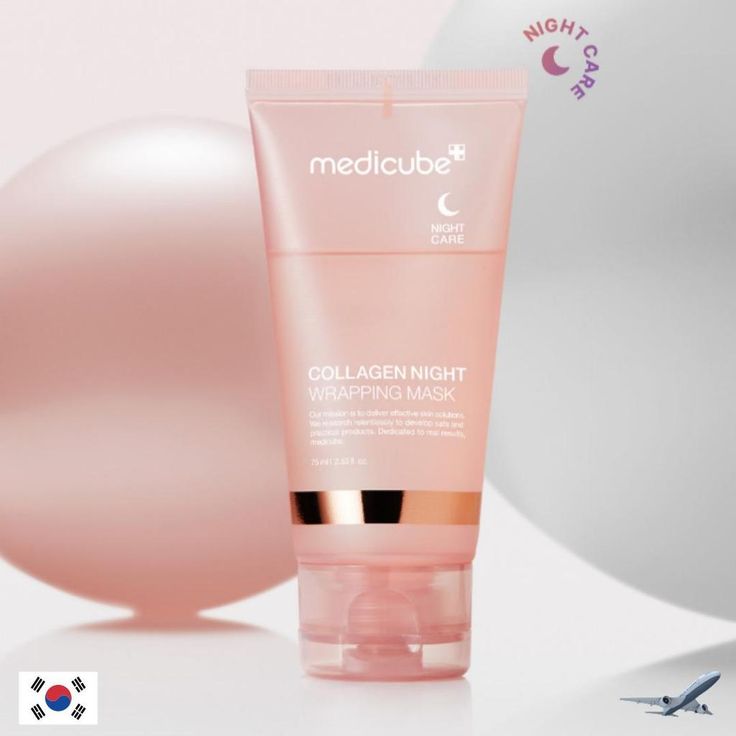 NIGHT CARE
medicube
NIGHT
CARE
COLLAGEN NIGHT
WRAPPING MASK
Our mission is to deliver effective skin solutions.
We research relentlessly to develop safe and
practical products. Dedicated to real results,
medicube.
75 ml / 2.53 fl. oz.